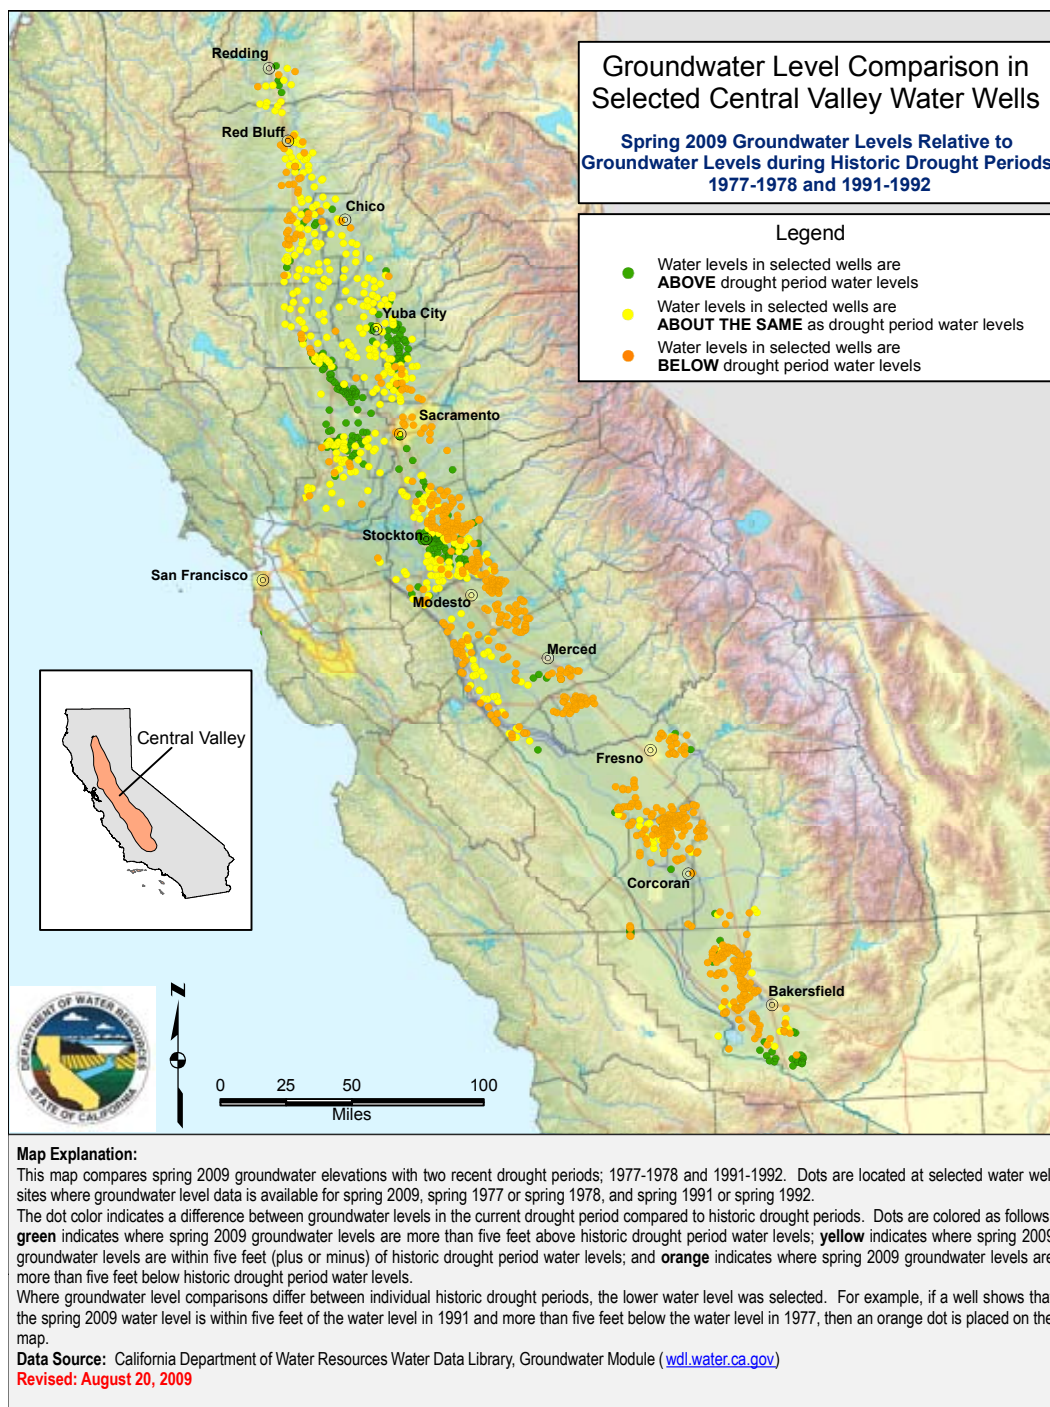 Groundwater Level Comparison in
Selected Central Valley Water Wells
Spring 2009 Groundwater Levels Relative to
Groundwater Levels during Historic Drought Periods
1977-1978 and 1991-1992
Legend
Water levels in selected wells are
ABOVE drought period water levels
Water levels in selected wells are
ABOUT THE SAME as drought period water levels
Water levels in selected wells are
BELOW drought period water levels
Redding
Red Bluff
Chico
Yuba City
Sacramento
Stockton
San Francisco
Modesto
Merced
Fresno
Corcoran
Bakersfield
Central Valley
DEPARTMENT OF WATER RESOURCES
STATE OF CALIFORNIA
N
0 25 50 100
Miles
Map Explanation:
This map compares spring 2009 groundwater elevations with two recent drought periods; 1977-1978 and 1991-1992. Dots are located at selected water wel
sites where groundwater level data is available for spring 2009, spring 1977 or spring 1978, and spring 1991 or spring 1992.
The dot color indicates a difference between groundwater levels in the current drought period compared to historic drought periods. Dots are colored as follows
green indicates where spring 2009 groundwater levels are more than five feet above historic drought period water levels; yellow indicates where spring 2009
groundwater levels are within five feet (plus or minus) of historic drought period water levels; and orange indicates where spring 2009 groundwater levels are
more than five feet below historic drought period water levels.
Where groundwater level comparisons differ between individual historic drought periods, the lower water level was selected. For example, if a well shows tha
the spring 2009 water level is within five feet of the water level in 1991 and more than five feet below the water level in 1977, then an orange dot is placed on the
map.
Data Source: California Department of Water Resources Water Data Library, Groundwater Module (wdl.water.ca.gov)
Revised: August 20, 2009